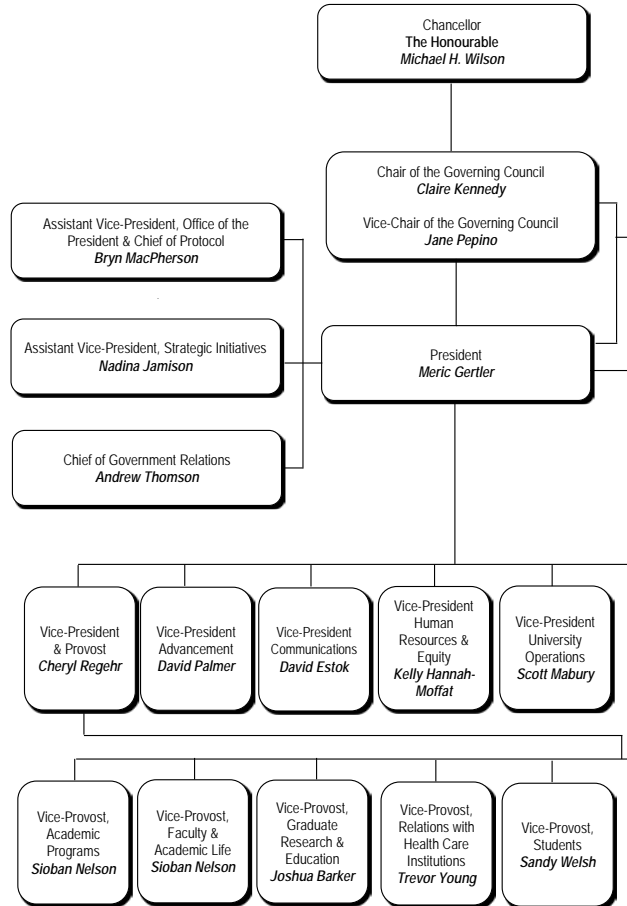 Chancellor
The Honourable
Michael H. Wilson
Chair of the Governing Council
Claire Kennedy
Vice-Chair of the Governing Council
Jane Pepino
Assistant Vice-President, Office of the
President & Chief of Protocol
Bryn MacPherson
Assistant Vice-President, Strategic Initiatives
Nadina Jamison
President
Meric Gertler
Chief of Government Relations
Andrew Thomson
Vice-President
& Provost
Cheryl Regehr
Vice-President
Advancement
David Palmer
Vice-President
Communications
David Estok
Vice-President
Human
Resources &
Equity
Kelly Hannah-
Moffat
Vice-President
University
Operations
Scott Mabury
Vice-Provost,
Academic
Programs
Sioban Nelson
Vice-Provost,
Faculty &
Academic Life
Sioban Nelson
Vice-Provost,
Graduate
Research &
Education
Joshua Barker
Vice-Provost,
Relations with
Health Care
Institutions
Trevor Young
Vice-Provost,
Students
Sandy Welsh